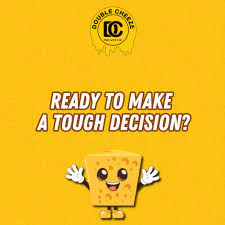 DOUBLE CHEEZE
DC
READY TO MAKE
A TOUGH DECISION?